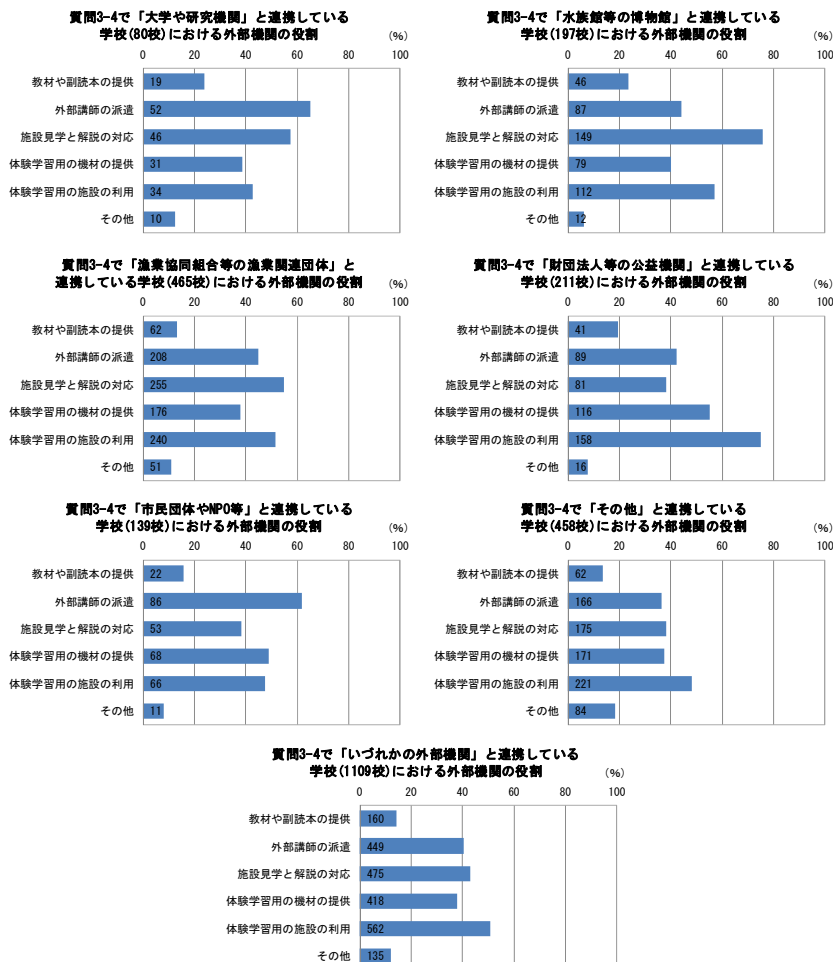 質問3-4で「大学や研究機関」と連携している
学校(80校)における外部機関の役割
(%)
0 20 40 60 80 100
教材や副読本の提供 19
外部講師の派遣 52
施設見学と解説の対応 46
体験学習用の機材の提供 31
体験学習用の施設の利用 34
その他 10
質問3-4で「水族館等の博物館」と連携している
学校(197校)における外部機関の役割
(%)
0 20 40 60 80 100
教材や副読本の提供 46
外部講師の派遣 87
施設見学と解説の対応 149
体験学習用の機材の提供 79
体験学習用の施設の利用 112
その他 12
質問3-4で「漁業協同組合等の漁業関連団体」と
連携している学校(465校)における外部機関の役割
(%)
0 20 40 60 80 100
教材や副読本の提供 62
外部講師の派遣 208
施設見学と解説の対応 255
体験学習用の機材の提供 176
体験学習用の施設の利用 240
その他 51
質問3-4で「財団法人等の公益機関」と連携している
学校(211校)における外部機関の役割
(%)
0 20 40 60 80 100
教材や副読本の提供 41
外部講師の派遣 89
施設見学と解説の対応 81
体験学習用の機材の提供 116
体験学習用の施設の利用 158
その他 16
質問3-4で「市民団体やNPO等」と連携している
学校(139校)における外部機関の役割
(%)
0 20 40 60 80 100
教材や副読本の提供 22
外部講師の派遣 86
施設見学と解説の対応 53
体験学習用の機材の提供 68
体験学習用の施設の利用 66
その他 11
質問3-4で「その他」と連携している
学校(458校)における外部機関の役割
(%)
0 20 40 60 80 100
教材や副読本の提供 62
外部講師の派遣 166
施設見学と解説の対応 175
体験学習用の機材の提供 171
体験学習用の施設の利用 221
その他 84
質問3-4で「いづれかの外部機関」と連携している
学校(1109校)における外部機関の役割
(%)
0 20 40 60 80 100
教材や副読本の提供 160
外部講師の派遣 449
施設見学と解説の対応 475
体験学習用の機材の提供 418
体験学習用の施設の利用 562
その他 135